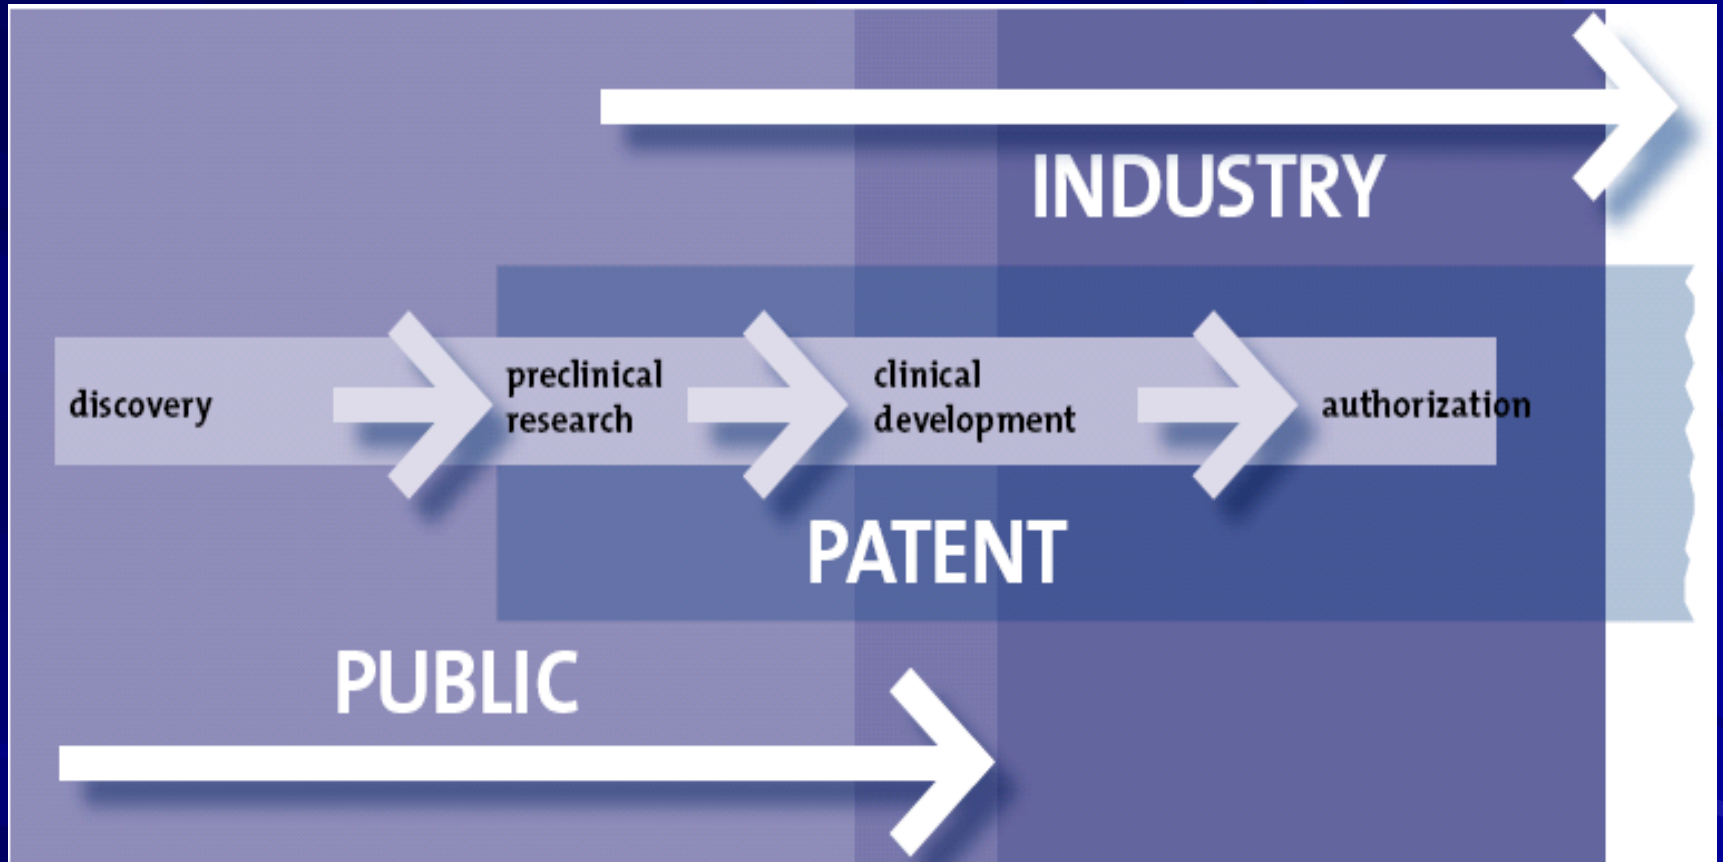 INDUSTRY
discovery
preclinical
research
clinical
development
authorization
PATENT
PUBLIC